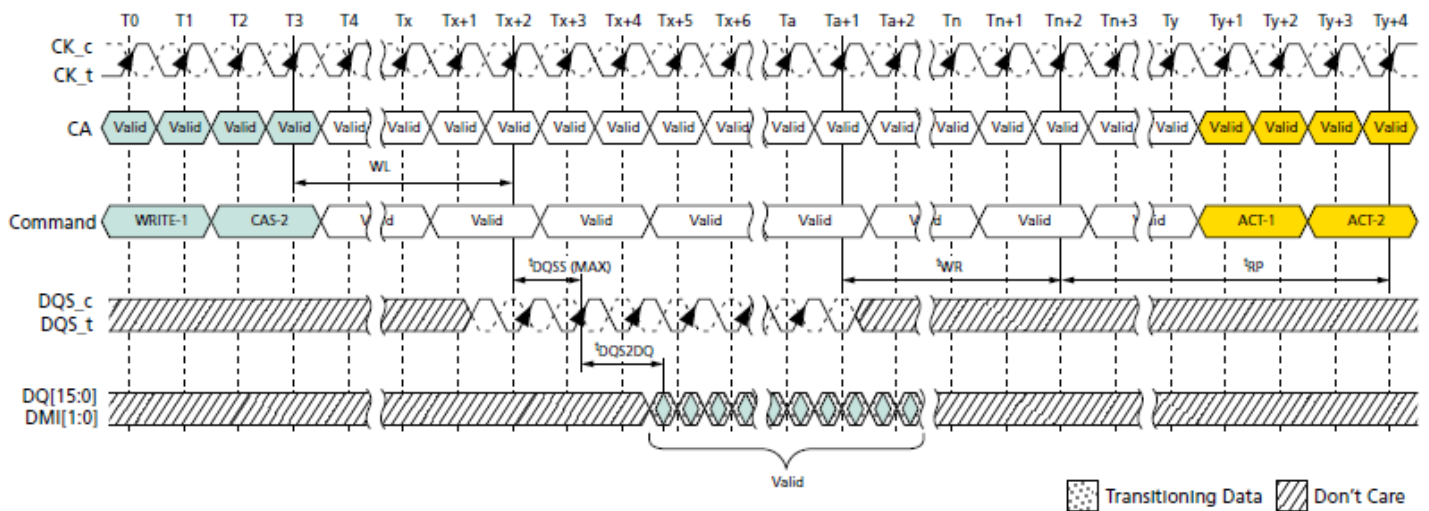 T0 T1 T2 T3 T4 Tx Tx+1 Tx+2 Tx+3 Tx+4 Tx+5 Tx+6 Ta Ta+1 Ta+2 Tn Tn+1 Tn+2 Tn+3 Ty Ty+1 Ty+2 Ty+3 Ty+4
CK_c
CK_t
CA Valid Valid Valid Valid Valid Valid Valid Valid Valid Valid Valid Valid Valid Valid Valid Valid Valid Valid Valid Valid Valid Valid Valid Valid
WL
Command WRITE-1 CAS-2 Valid Valid Valid Valid Valid Valid Valid Valid ACT-1 ACT-2
tDQSS (MAX) tWR tRP
DQS_c
DQS_t
tDQS2DQ
DQ[15:0]
DMI[1:0]
Valid
Transitioning Data Don't Care